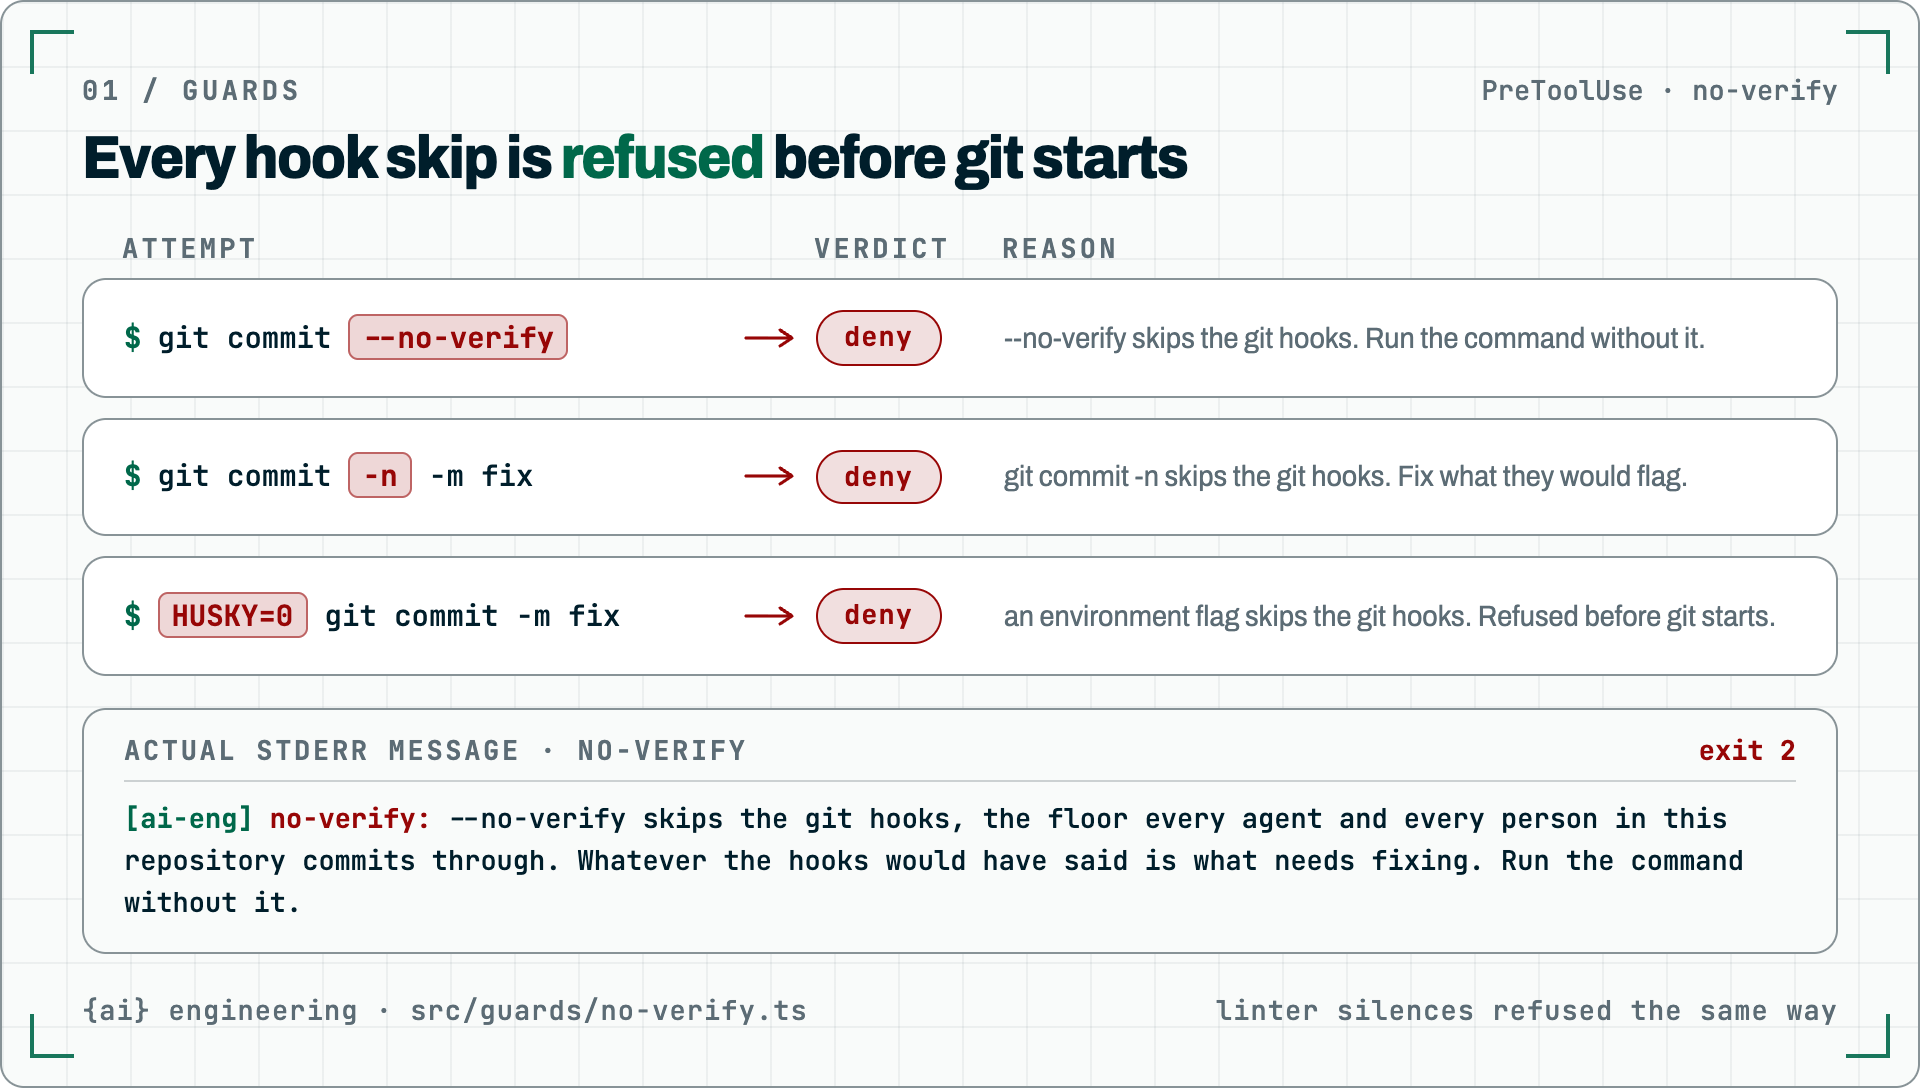 01 / GUARDS
PreToolUse · no-verify
Every hook skip is refused before git starts
ATTEMPT VERDICT REASON
$ git commit --no-verify → deny --no-verify skips the git hooks. Run the command without it.
$ git commit -n -m fix → deny git commit -n skips the git hooks. Fix what they would flag.
$ HUSKY=0 git commit -m fix → deny an environment flag skips the git hooks. Refused before git starts.
ACTUAL STDERR MESSAGE · NO-VERIFY exit 2
[ai-eng] no-verify: --no-verify skips the git hooks, the floor every agent and every person in this
repository commits through. Whatever the hooks would have said is what needs fixing. Run the command
without it.
{ai} engineering · src/guards/no-verify.ts
linter silences refused the same way